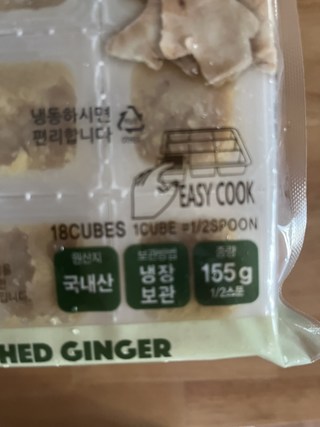 냉동하시면
편리합니다
EASY COOK
18CUBES 1CUBE =1/2SPOON
원산지
국내산
보관방법
냉장
보관
중량
155g
1/2스푼
HED GINGER